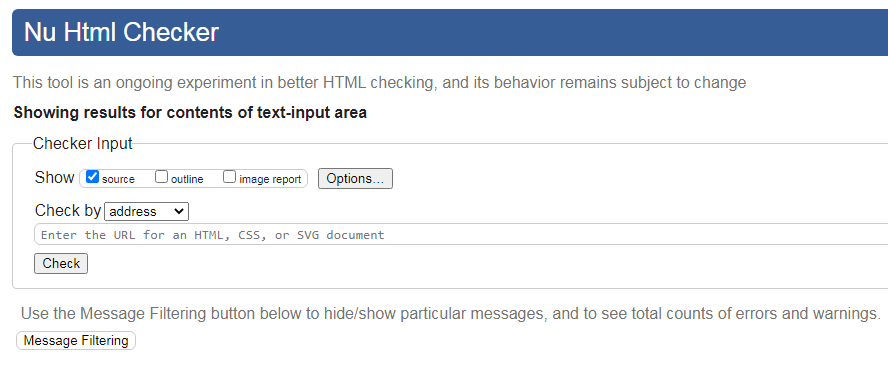 Nu Html Checker
This tool is an ongoing experiment in better HTML checking, and its behavior remains subject to change
Showing results for contents of text-input area
Checker Input
Show source outline image report Options...
Check by address
Enter the URL for an HTML, CSS, or SVG document
Check
Use the Message Filtering button below to hide/show particular messages, and to see total counts of errors and warnings.
Message Filtering